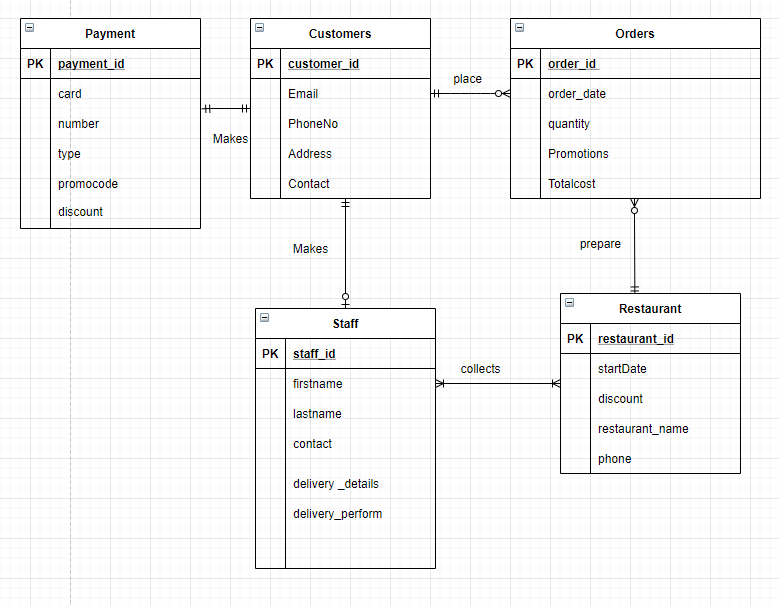 Payment
PK payment_id
card
number
type
promocode
discount
Makes
Customers
PK customer_id
Email
PhoneNo
Address
Contact
place
Orders
PK order_id
order_date
quantity
Promotions
Totalcost
Makes
prepare
Staff
PK staff_id
firstname
lastname
contact
delivery _details
delivery_perform
collects
Restaurant
PK restaurant_id
startDate
discount
restaurant_name
phone